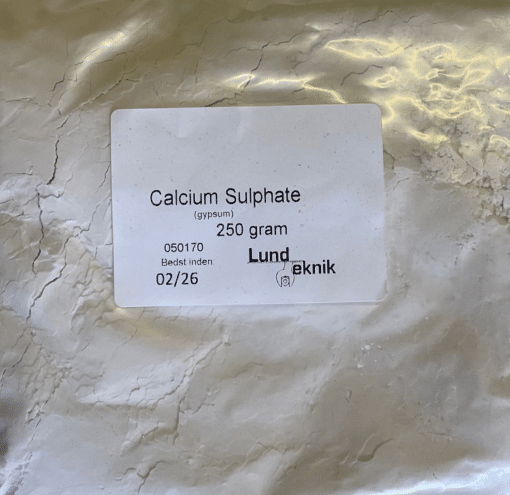 Calcium Sulphate
(gypsum)
250 gram
050170
Bedst inden:
02/26
Lund
eknik